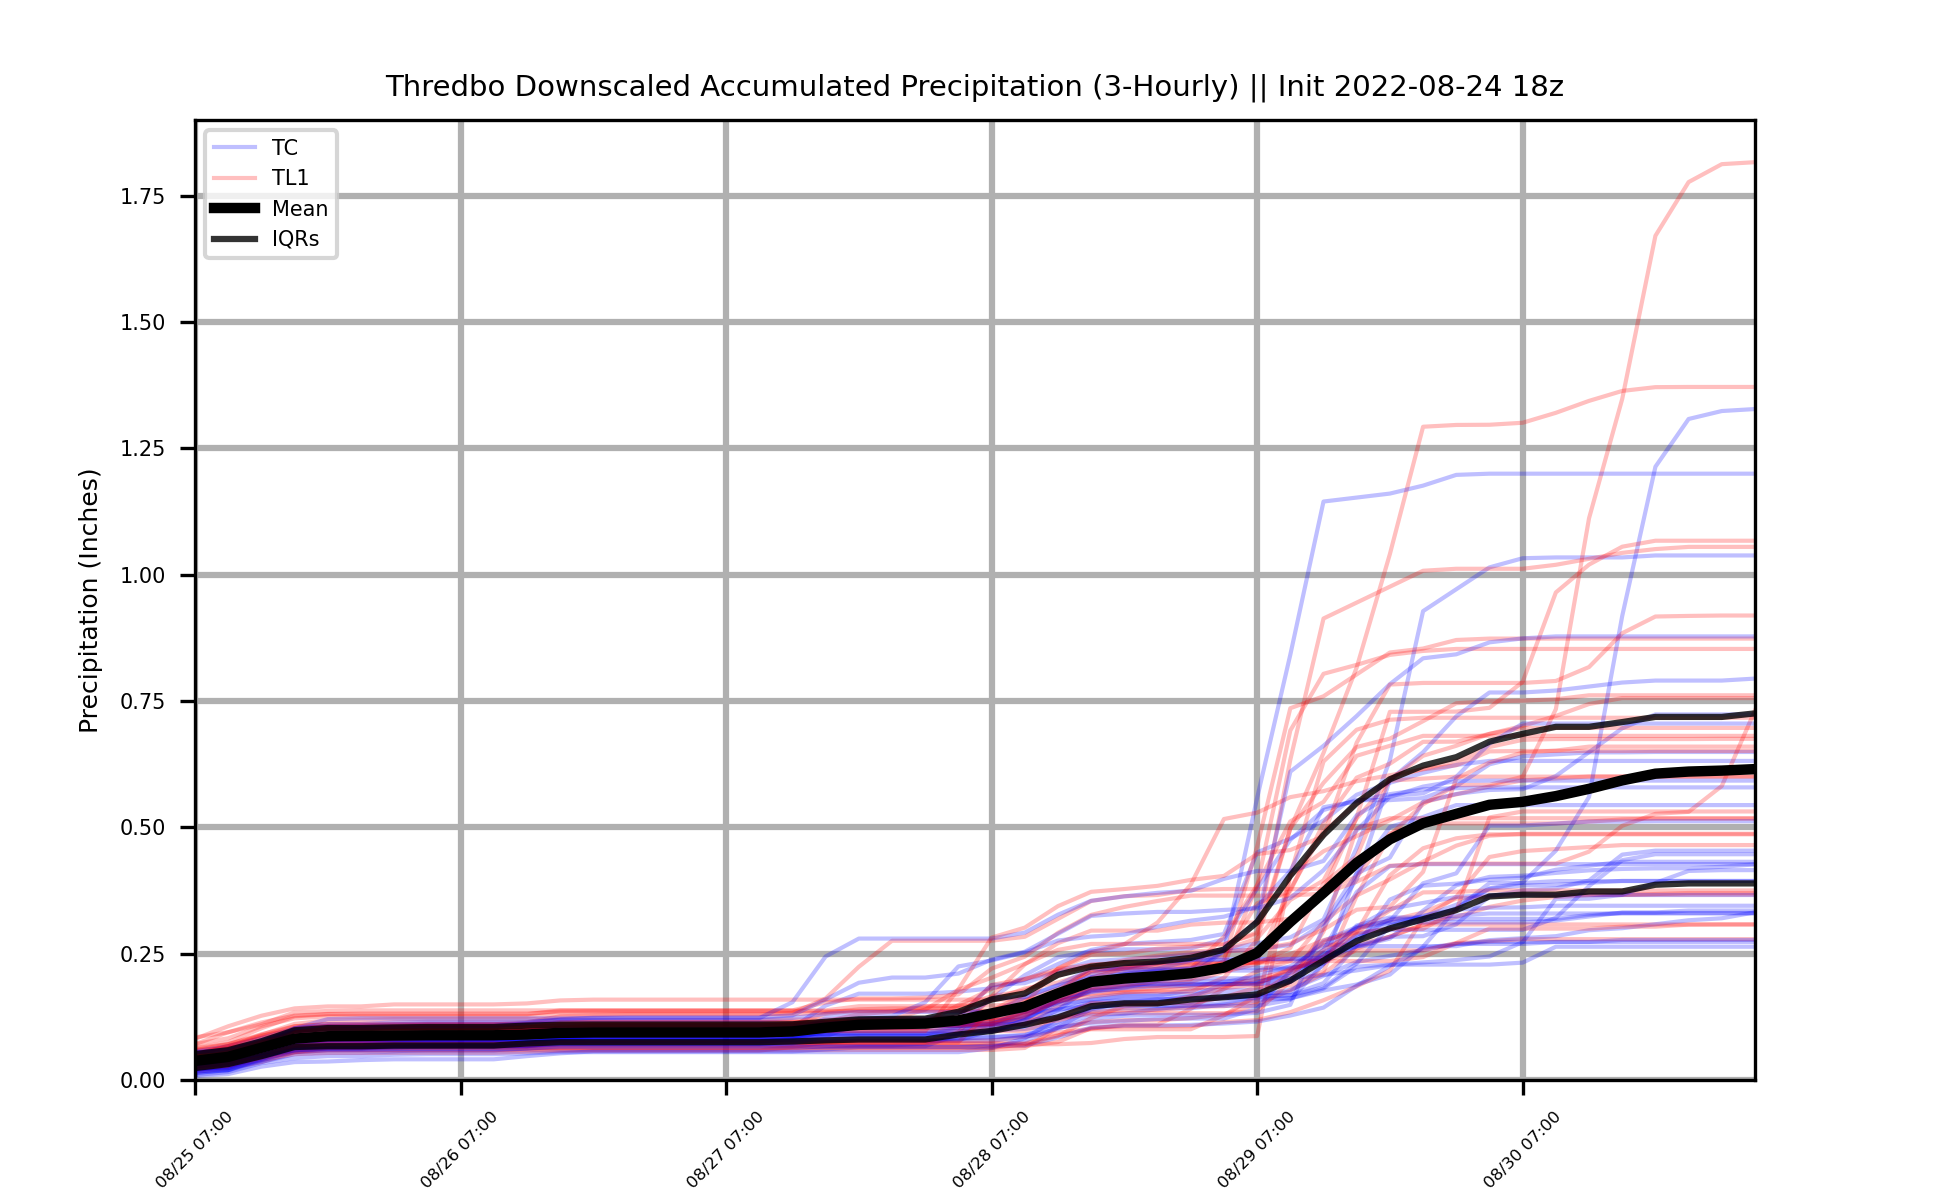 Thredbo Downscaled Accumulated Precipitation (3-Hourly) || Init 2022-08-24 18z
TC
TL1
Mean
IQRs
Precipitation (Inches)
1.75
1.50
1.25
1.00
0.75
0.50
0.25
0.00
08/25 07:00
08/26 07:00
08/27 07:00
08/28 07:00
08/29 07:00
08/30 07:00